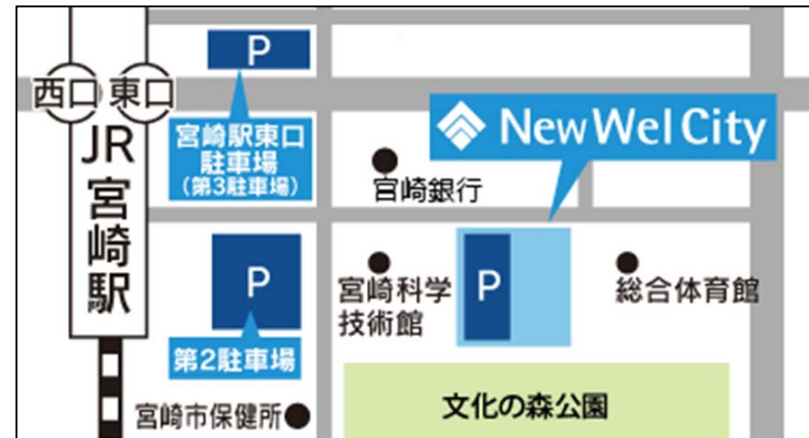 P
西口
東口
JR
宮崎駅
宮崎駅東口
駐車場
(第3駐車場)
New Wel City
宮崎銀行
P
第2駐車場
宮崎科学
技術館
P
総合体育館
文化の森公園
宮崎市保健所